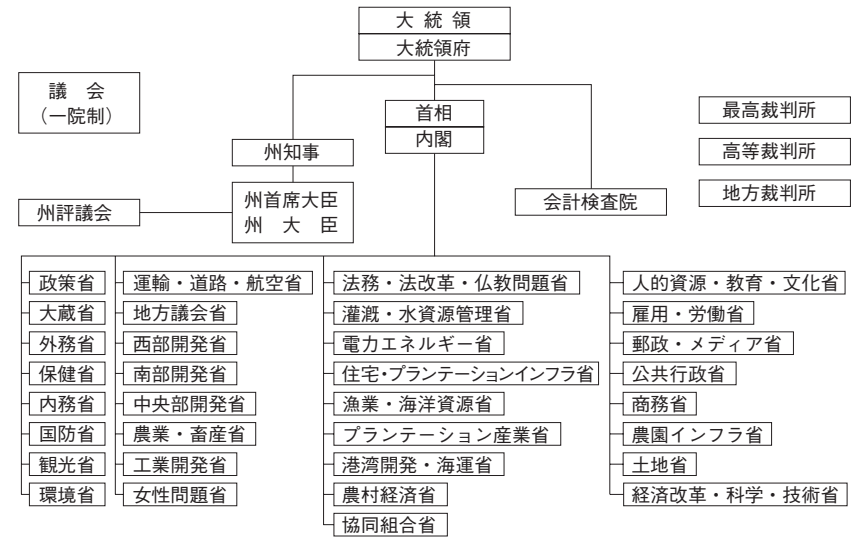 大 統 領
大統領府
議 会
（一院制）
首相
内閣
最高裁判所
高等裁判所
地方裁判所
州知事
州首席大臣
州 大 臣
州評議会
会計検査院
政策省
大蔵省
外務省
保健省
内務省
国防省
観光省
環境省
運輸・道路・航空省
地方議会省
西部開発省
南部開発省
中央部開発省
農業・畜産省
工業開発省
女性問題省
法務・法改革・仏教問題省
灌漑・水資源管理省
電力エネルギー省
住宅・プランテーションインフラ省
漁業・海洋資源省
プランテーション産業省
港湾開発・海運省
農村経済省
協同組合省
人的資源・教育・文化省
雇用・労働省
郵政・メディア省
公共行政省
商務省
農園インフラ省
土地省
経済改革・科学・技術省